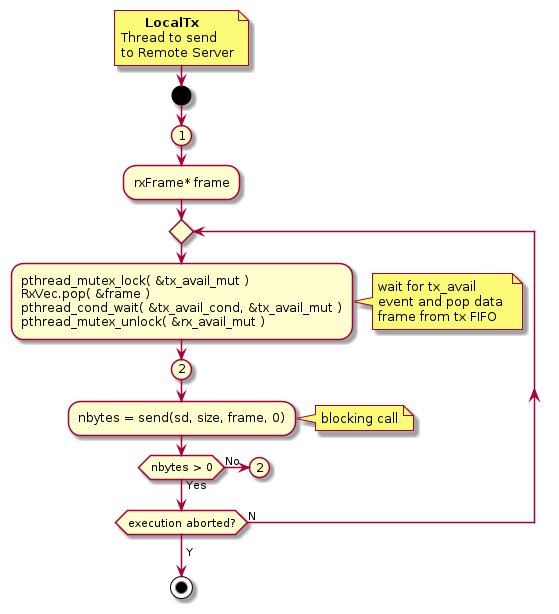 LocalTx
Thread to send
to Remote Server
1
rxFrame* frame
pthread_mutex_lock( &tx_avail_mut )
RxVec.pop( &frame )
pthread_cond_wait( &tx_avail_cond, &tx_avail_mut )
pthread_mutex_unlock( &rx_avail_mut )
wait for tx_avail
event and pop data
frame from tx FIFO
2
nbytes = send(sd, size, frame, 0)
blocking call
nbytes > 0
No
2
Yes
execution aborted?
N
Y